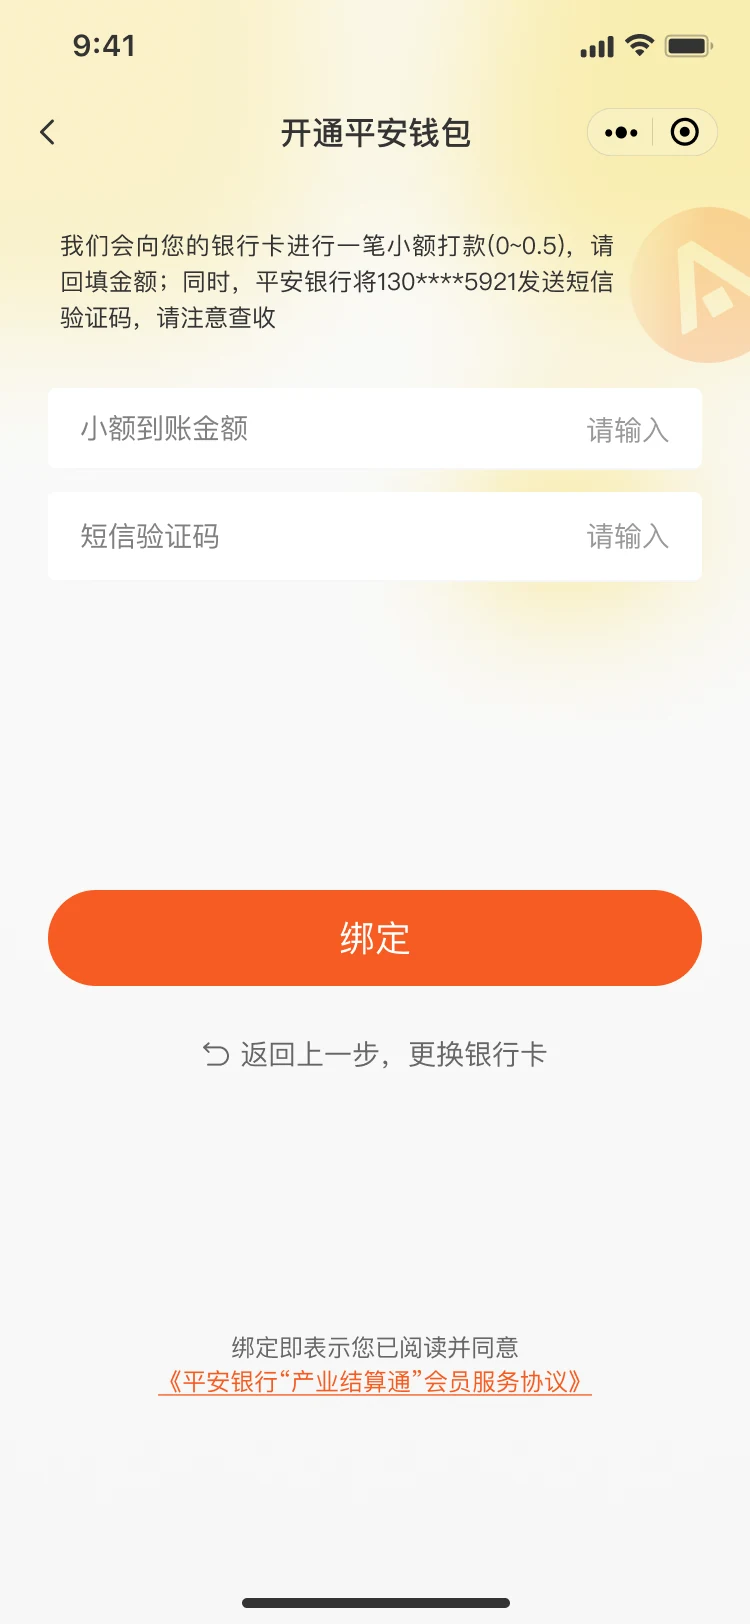 9:41
开通平安钱包
我们会向您的银行卡进行一笔小额打款(0~0.5)，请
回填金额；同时，平安银行将130****5921发送短信
验证码，请注意查收
小额到账金额 请输入
短信验证码 请输入
绑定
返回上一步，更换银行卡
绑定即表示您已阅读并同意
《平安银行“产业结算通”会员服务协议》